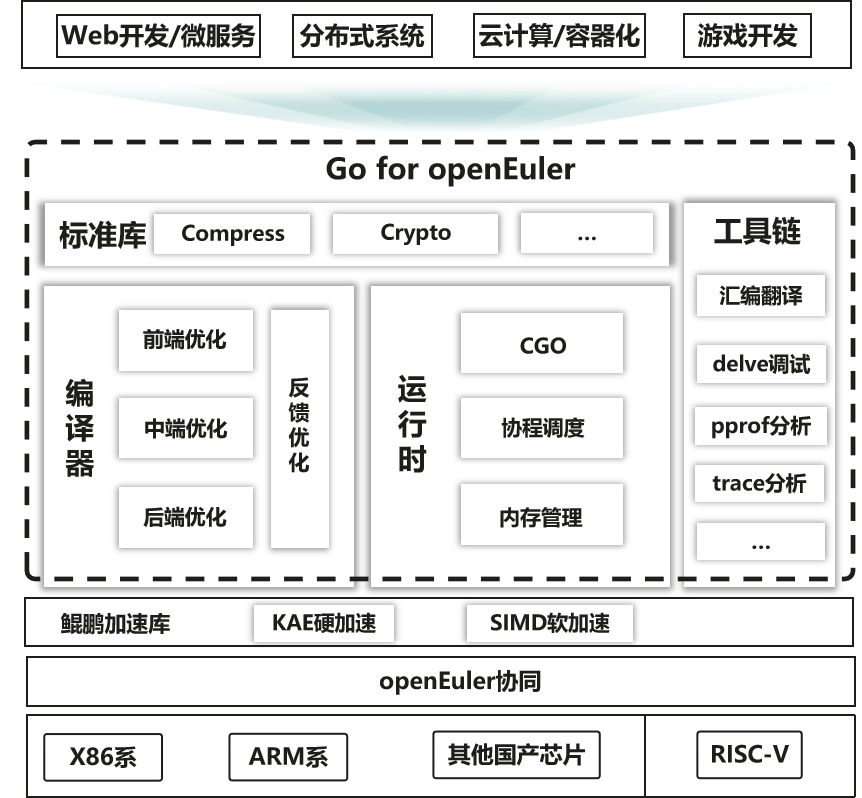 Web开发/微服务
分布式系统
云计算/容器化
游戏开发
Go for openEuler
标准库
Compress
Crypto
...
编译器
前端优化
中端优化
后端优化
反馈优化
运行时
CGO
协程调度
内存管理
工具链
汇编翻译
delve调试
pprof分析
trace分析
...
鲲鹏加速库
KAE硬加速
SIMD软加速
openEuler协同
X86系
ARM系
其他国产芯片
RISC-V